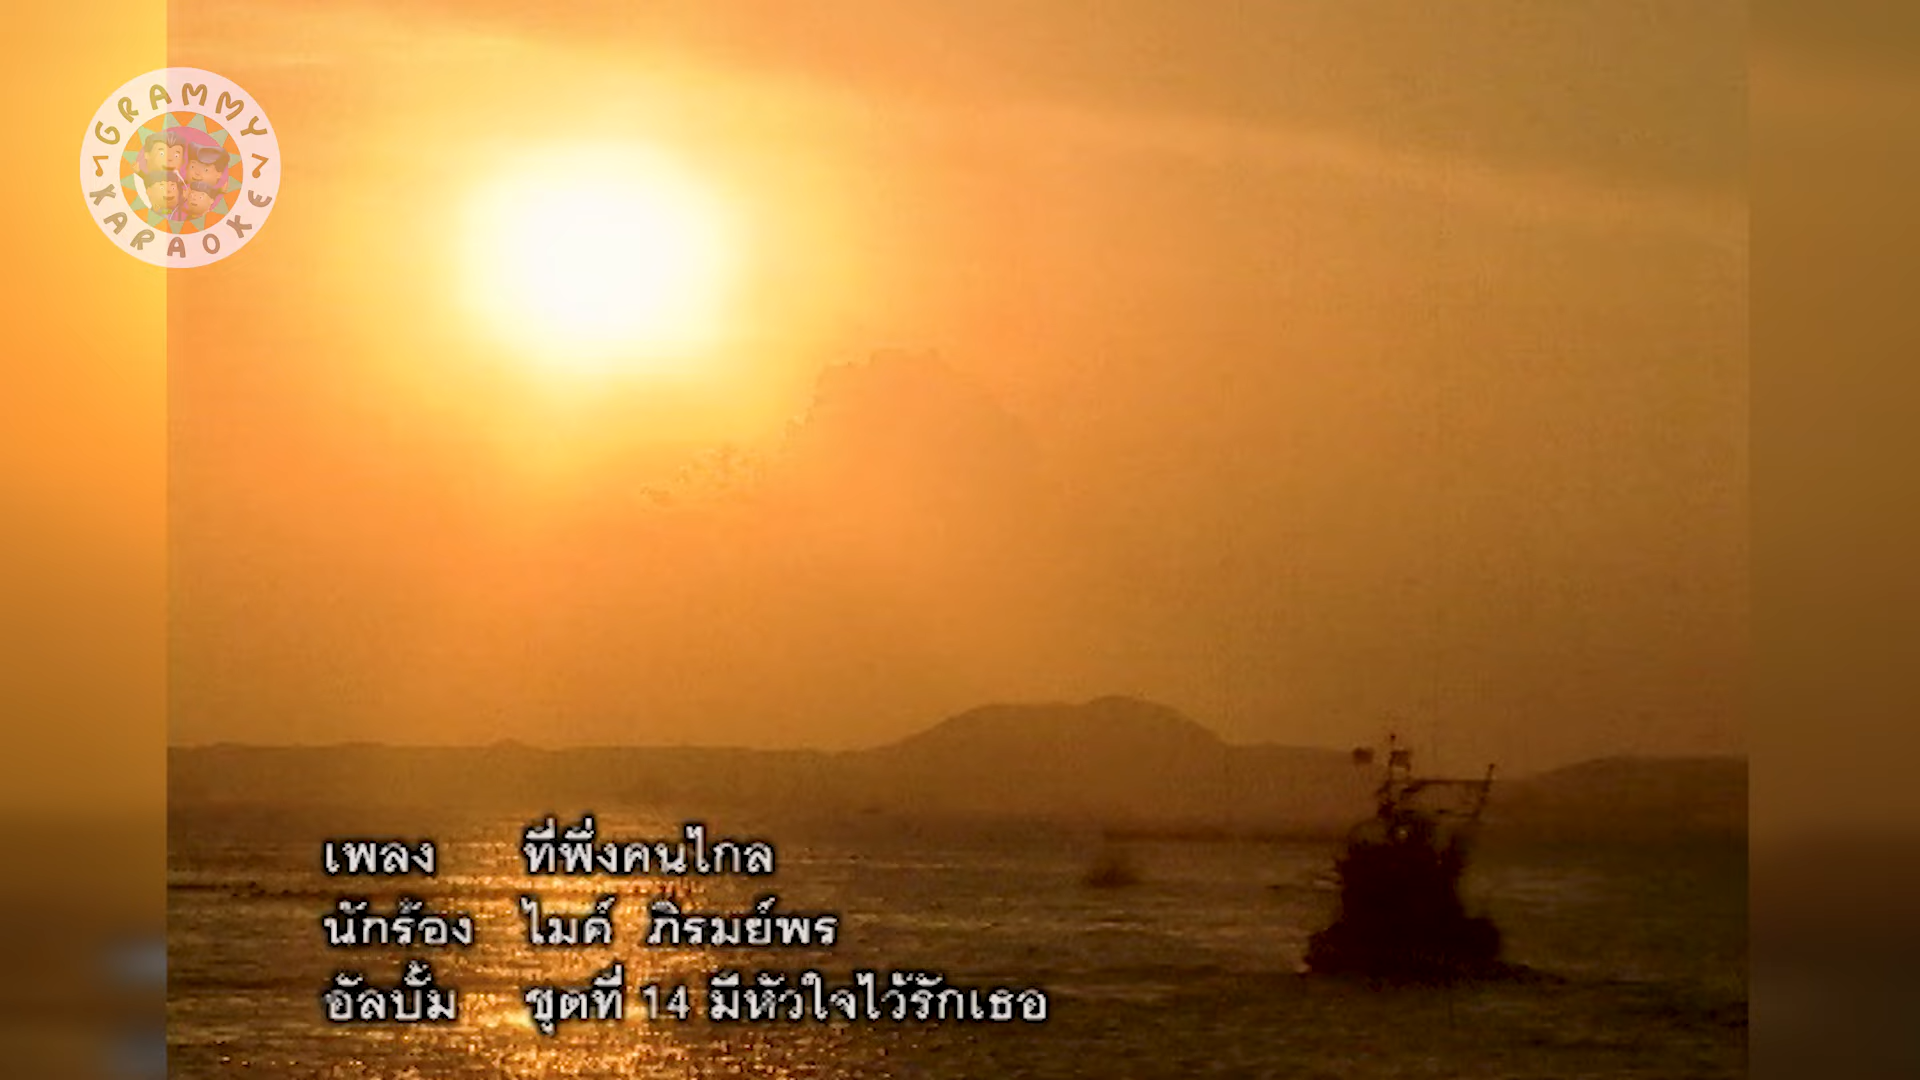 GRAMMY
KARAOKE
เพลง ที่พึ่งคนไกล
นักร้อง ไมค์ ภิรมย์พร
อัลบั้ม ชุดที่ 14 มีหัวใจไว้รักเธอ